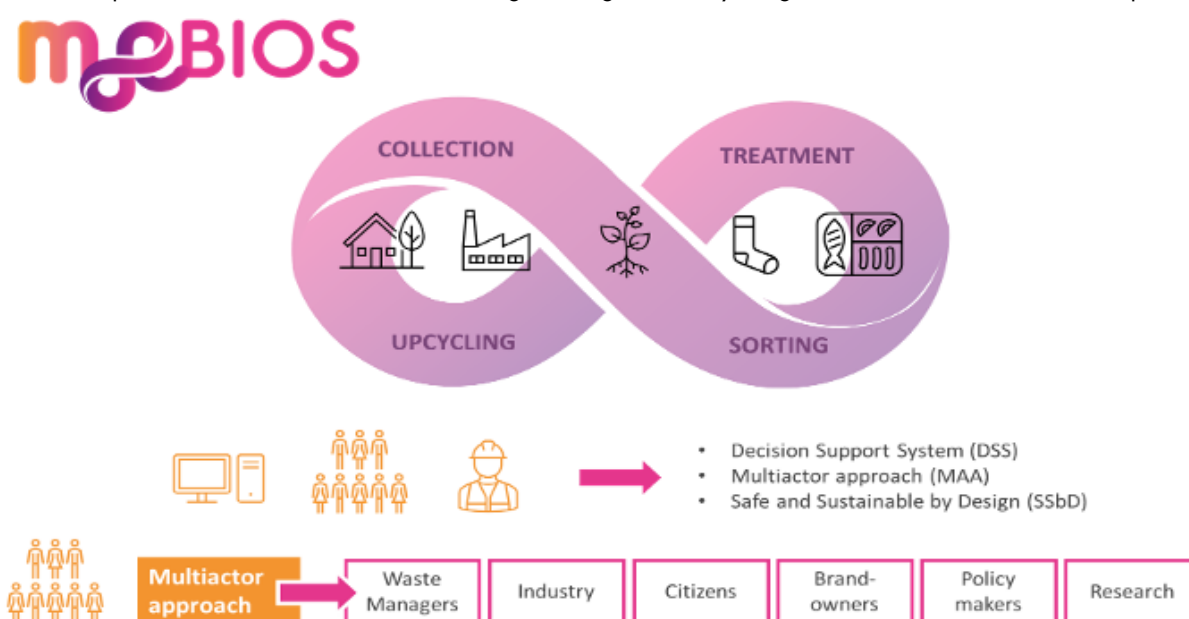 moeBIOS
COLLECTION
TREATMENT
UPCYCLING
SORTING
• Decision Support System (DSS)
• Multiactor approach (MAA)
• Safe and Sustainable by Design (SSbD)
Multiactor
approach
Waste
Managers
Industry
Citizens
Brand-
owners
Policy
makers
Research